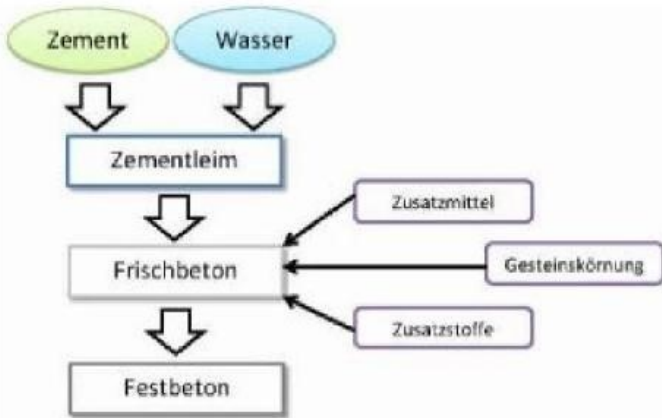 Zement
Wasser
Zementleim
Zusatzmittel
Frischbeton
Gesteinskörnung
Zusatzstoffe
Festbeton